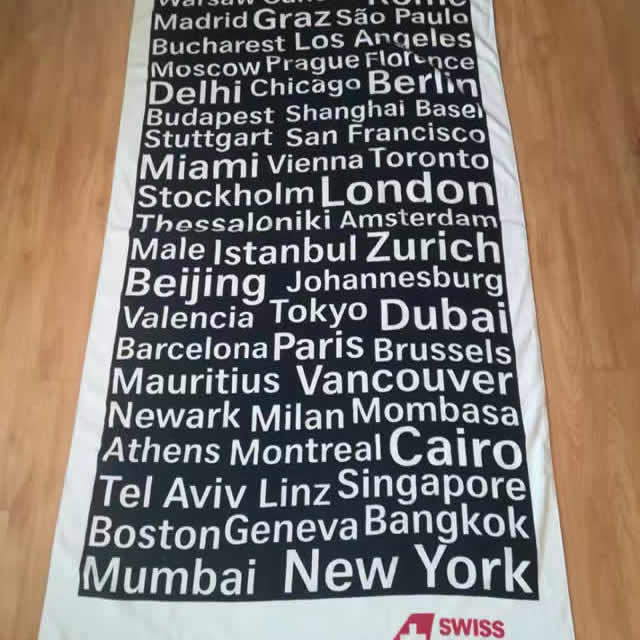 Warsaw Rome
Madrid Graz São Paulo
Bucharest Los Angeles
Moscow Prague Florence
Delhi Chicago Berlin
Budapest Shanghai Basel
Stuttgart San Francisco
Miami Vienna Toronto
Stockholm London
Thessaloniki Amsterdam
Male Istanbul Zurich
Beijing Johannesburg
Valencia Tokyo Dubai
Barcelona Paris Brussels
Mauritius Vancouver
Newark Milan Mombasa
Athens Montreal Cairo
Tel Aviv Linz Singapore
Boston Geneva Bangkok
Mumbai New York
SWISS